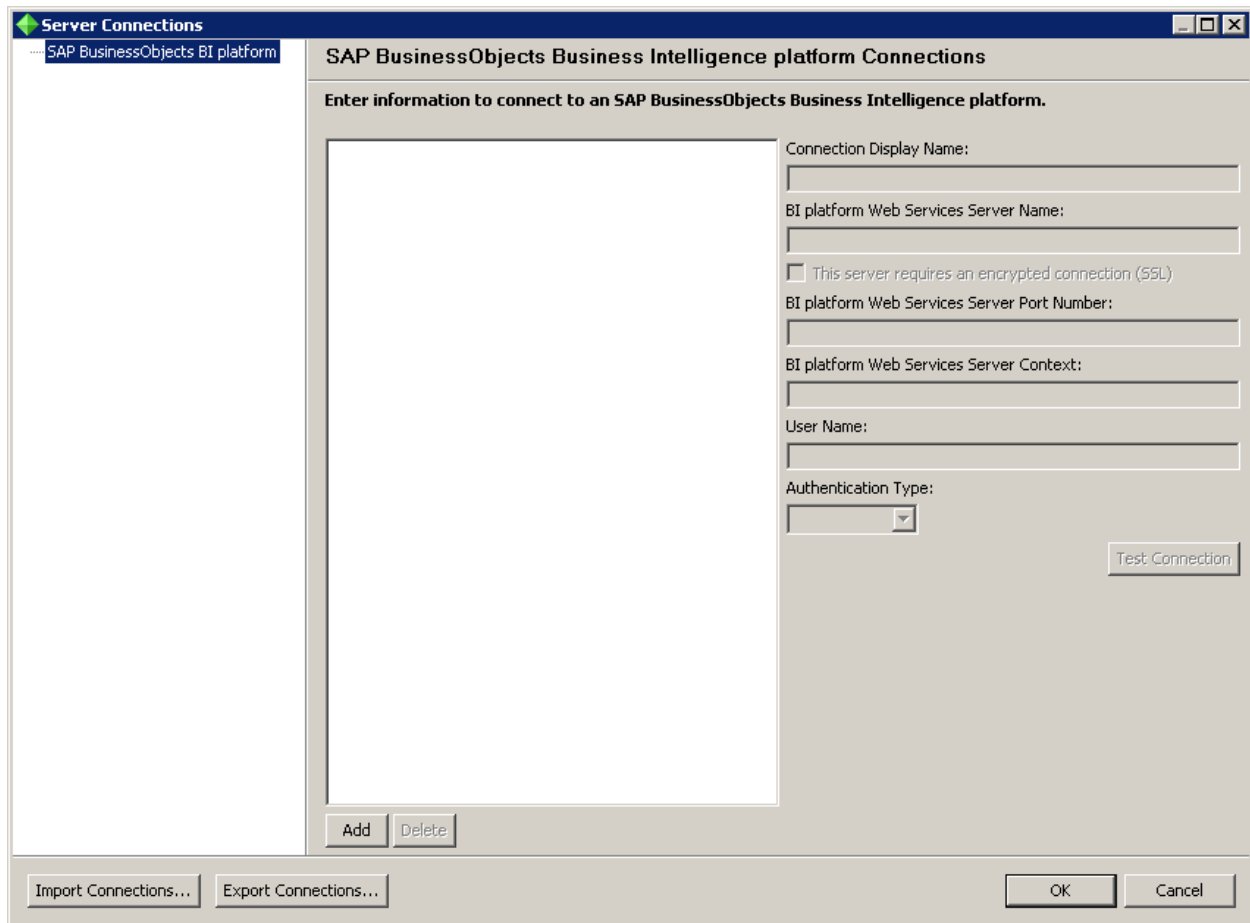 Server Connections
SAP BusinessObjects BI platform
SAP BusinessObjects Business Intelligence platform Connections
Enter information to connect to an SAP BusinessObjects Business Intelligence platform.
Connection Display Name:
BI platform Web Services Server Name:
This server requires an encrypted connection (SSL)
BI platform Web Services Server Port Number:
BI platform Web Services Server Context:
User Name:
Authentication Type:
Test Connection
Add Delete
Import Connections... Export Connections... OK Cancel